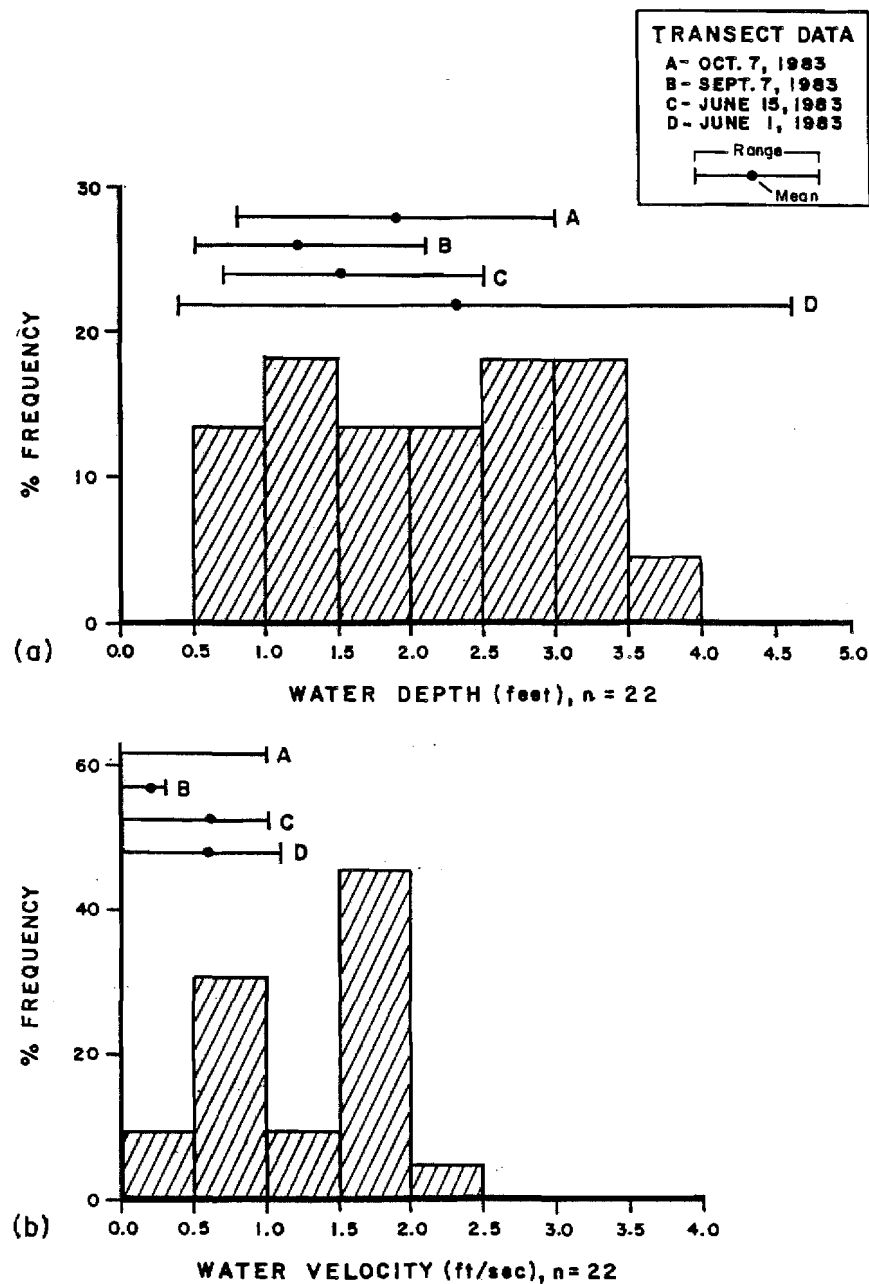 TRANSECT DATA
A- OCT. 7, 1983
B- SEPT. 7, 1983
C- JUNE 15, 1983
D- JUNE 1, 1983
Range
Mean
30
20
10
0
% FREQUENCY
A
B
C
D
(a)
0.0 0.5 1.0 1.5 2.0 2.5 3.0 3.5 4.0 4.5 5.0
WATER DEPTH (feet), n = 22
60
40
20
0
% FREQUENCY
A
B
C
D
(b)
0.0 0.5 1.0 1.5 2.0 2.5 3.0 3.5 4.0
WATER VELOCITY (ft/sec), n = 22